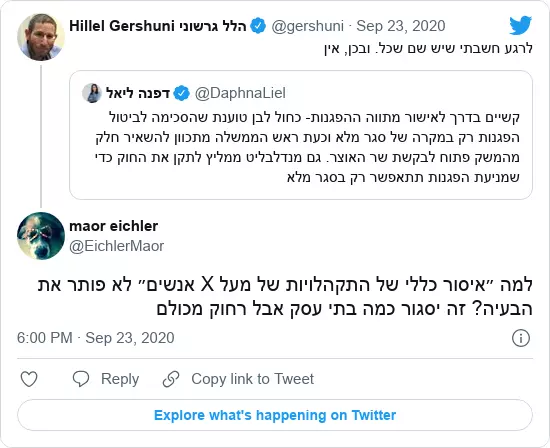 Hillel Gershuni הלל גרשוני @gershuni · Sep 23, 2020
לרגע חשבתי שיש שם שכל. ובכן, אין
דפנה ליאל @DaphnaLiel
קשיים בדרך לאישור מתווה ההפגנות- כחול לבן טוענת שהסכימה לביטול
הפגנות רק במקרה של סגר מלא וכעת ראש הממשלה מתכוון להשאיר חלק
מהמשק פתוח לבקשת שר האוצר. גם מנדלבליט ממליץ לתקן את החוק כדי
שמניעת הפגנות תתאפשר רק בסגר מלא
maor eichler
@EichlerMaor
למה ״איסור כללי של התקהלויות של מעל X אנשים״ לא פותר את
הבעיה? זה יסגור כמה בתי עסק אבל רחוק מכולם
6:00 PM · Sep 23, 2020
Reply
Copy link to Tweet
Explore what's happening on Twitter